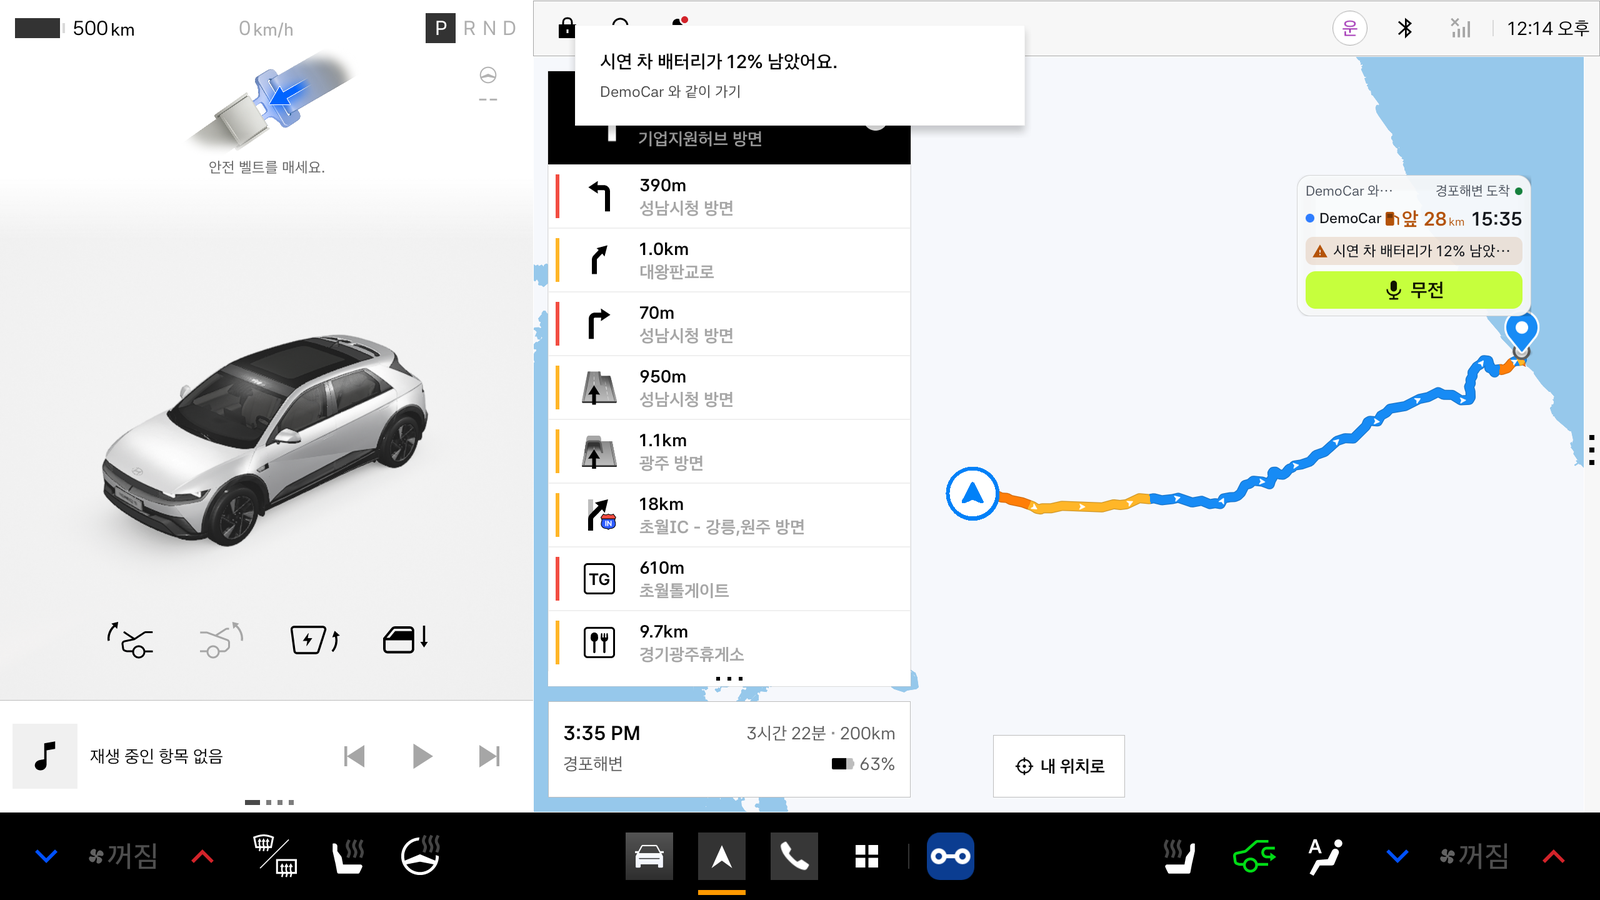 500 km
0 km/h
P R N D
--
안전 벨트를 매세요.
재생 중인 항목 없음
운
12:14 오후
시연 차 배터리가 12% 남았어요.
DemoCar 와 같이 가기
기업지원허브 방면
390m
성남시청 방면
1.0km
대왕판교로
70m
성남시청 방면
950m
성남시청 방면
1.1km
광주 방면
18km
IN
초월IC - 강릉,원주 방면
TG
610m
초월톨게이트
9.7km
경기광주휴게소
3:35 PM
3시간 22분 · 200km
경포해변
63%
DemoCar 와···
경포해변 도착
DemoCar 앞 28 km 15:35
시연 차 배터리가 12% 남았···
무전
내 위치로
꺼짐
A
꺼짐